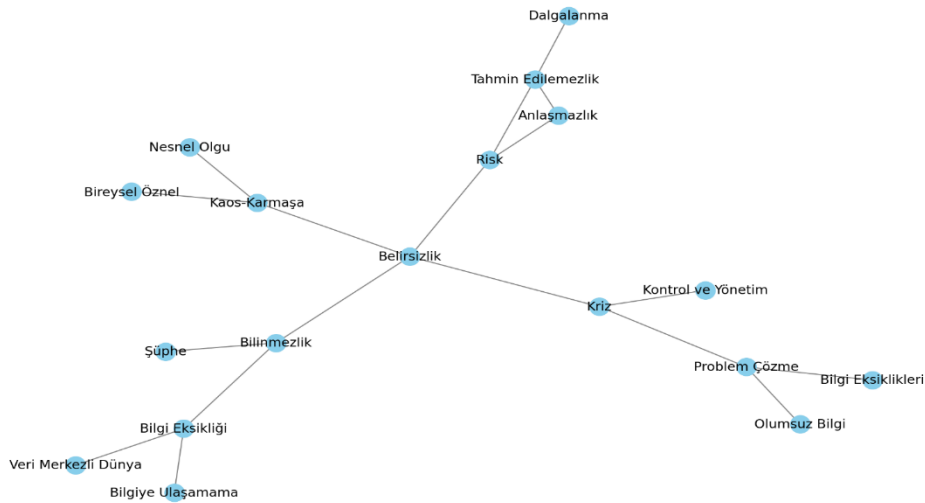 Dalgalanma
Tahmin Edilemezlik
Anlaşmazlık
Nesnel Olgu
Risk
Bireysel Öznel
Kaos-Karmaşa
Belirsizlik
Kontrol ve Yönetim
Kriz
Bilinmezlik
Şüphe
Problem Çözme
Bilgi Eksiklikleri
Olumsuz Bilgi
Bilgi Eksikliği
Veri Merkezli Dünya
Bilgiye Ulaşamama